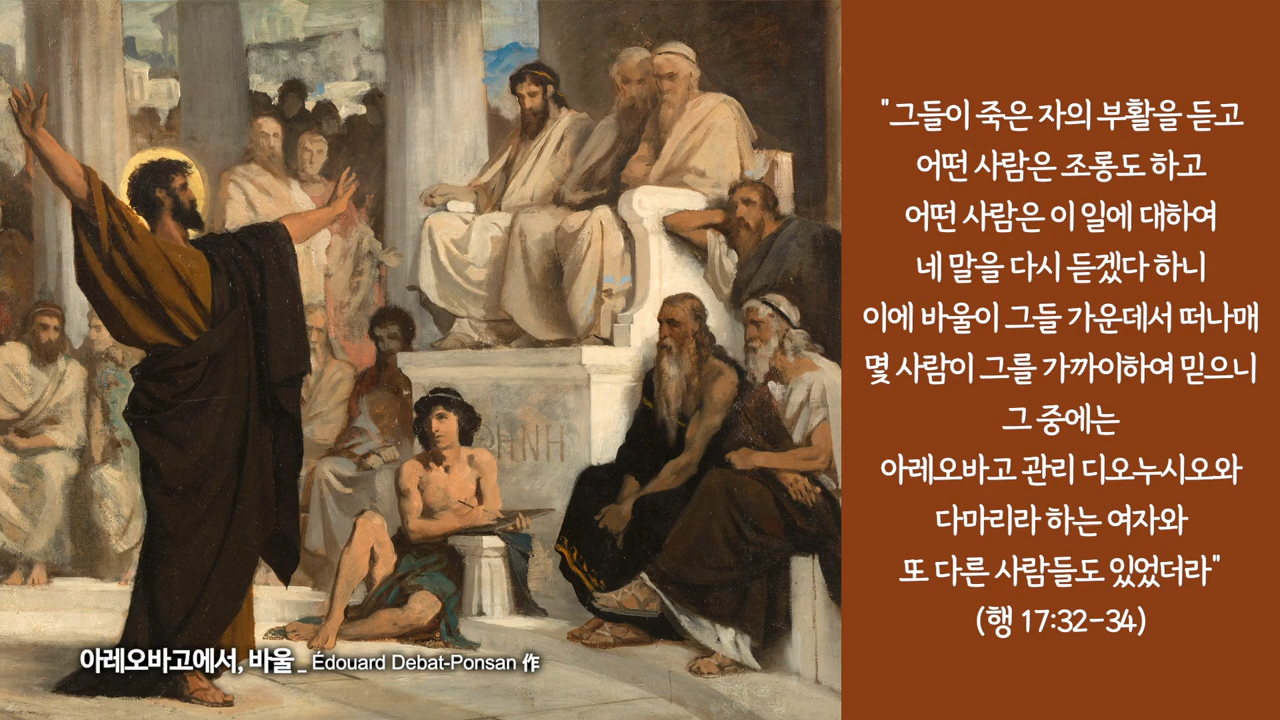 "그들이 죽은 자의 부활을 듣고
어떤 사람은 조롱도 하고
어떤 사람은 이 일에 대하여
네 말을 다시 듣겠다 하니
이에 바울이 그들 가운데서 떠나매
몇 사람이 그를 가까이하여 믿으니
그 중에는
아레오바고 관리 디오누시오와
다마리라 하는 여자와
또 다른 사람들도 있었더라"
(행 17:32-34)
ΗΝΗ
아레오바고에서, 바울 _ Édouard Debat-Ponsan 作